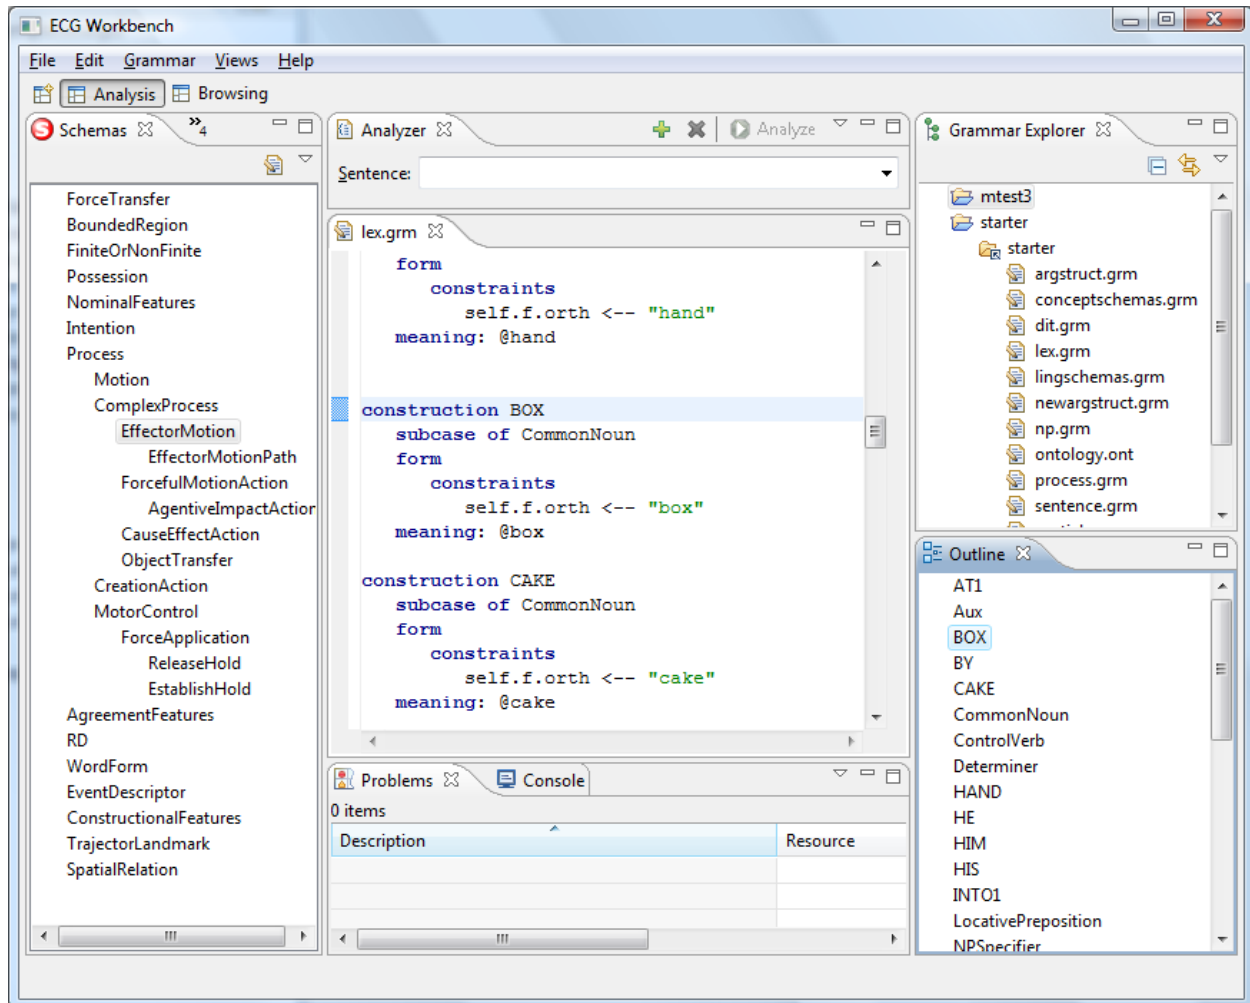 ECG Workbench
File Edit Grammar Views Help
Analysis Browsing
Schemas
4
ForceTransfer
BoundedRegion
FiniteOrNonFinite
Possession
NominalFeatures
Intention
Process
Motion
ComplexProcess
EffectorMotion
EffectorMotionPath
ForcefulMotionAction
AgentiveImpactAction
CauseEffectAction
ObjectTransfer
CreationAction
MotorControl
ForceApplication
ReleaseHold
EstablishHold
AgreementFeatures
RD
WordForm
EventDescriptor
ConstructionalFeatures
TrajectorLandmark
SpatialRelation
Analyzer
Analyze
Sentence:
lex.grm
form
constraints
self.f.orth <-- "hand"
meaning: @hand
construction BOX
subcase of CommonNoun
form
constraints
self.f.orth <-- "box"
meaning: @box
construction CAKE
subcase of CommonNoun
form
constraints
self.f.orth <-- "cake"
meaning: @cake
Problems Console
0 items
Description Resource
Grammar Explorer
mtest3
starter
starter
argstruct.grm
conceptschemas.grm
dit.grm
lex.grm
lingschemas.grm
newargstruct.grm
np.grm
ontology.ont
process.grm
sentence.grm
Outline
AT1
Aux
BOX
BY
CAKE
CommonNoun
ControlVerb
Determiner
HAND
HE
HIM
HIS
INTO1
LocativePreposition
NPSpecifier